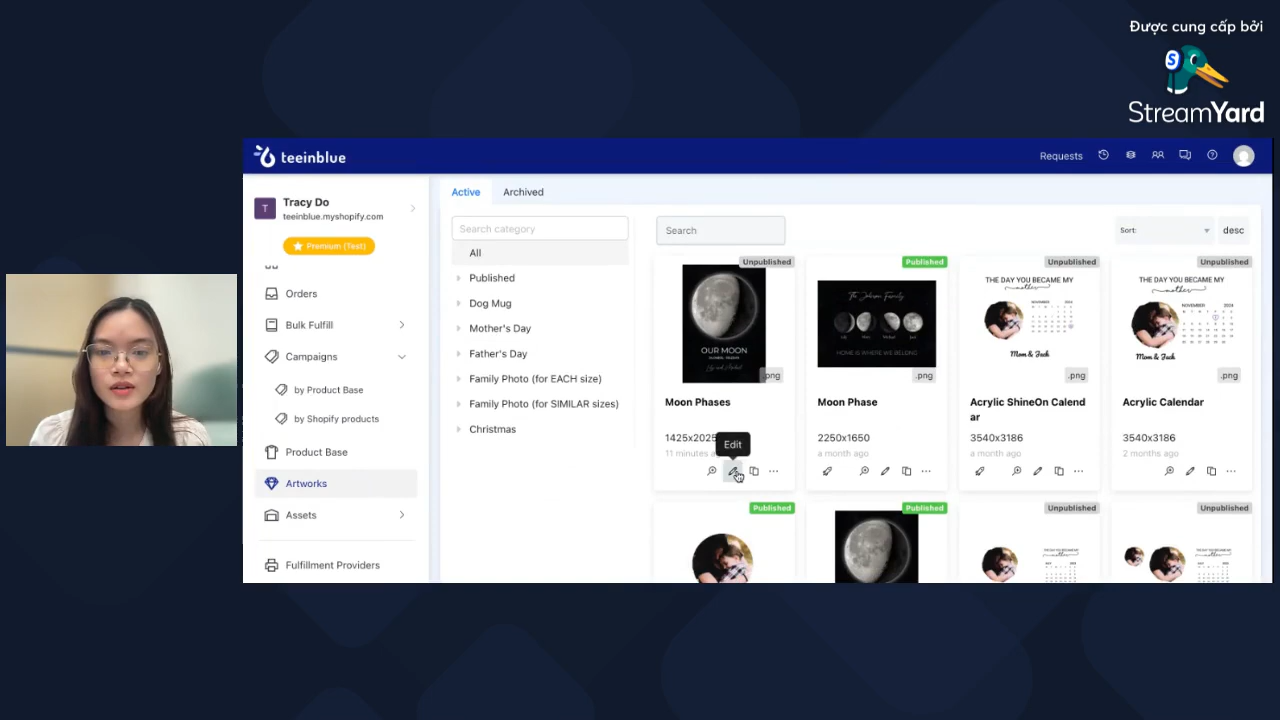 Được cung cấp bởi
StreamYard
teeinblue
Requests
T
Tracy Do
teeinblue.myshopify.com
Premium (Test)
Orders
Bulk Fulfill
Campaigns
by Product Base
by Shopify products
Product Base
Artworks
Assets
Fulfillment Providers
Active
Archived
Search category
All
Published
Dog Mug
Mother's Day
Father's Day
Family Photo (for EACH size)
Family Photo (for SIMILAR sizes)
Christmas
Search
Sort:
desc
Unpublished
OUR MOON
.png
Moon Phases
1425x2025
11 minutes ago
Edit
Published
The Johnson Family
HOME IS WHERE WE BELONG
.png
Moon Phase
2250x1650
a month ago
Unpublished
THE DAY YOU BECAME MY
mother
NOVEMBER
2024
Mom & Jack
.png
Acrylic ShineOn Calend
ar
3540x3186
a month ago
Unpublished
THE DAY YOU BECAME MY
mother
NOVEMBER
2023
Mom & Jack
.png
Acrylic Calendar
3540x3186
2 months ago
Published
Published
Unpublished
Unpublished